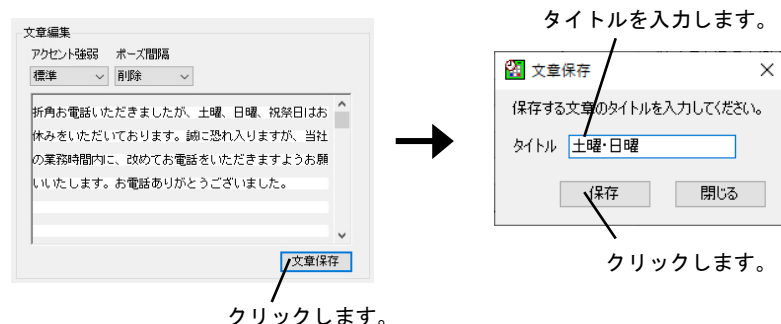 タイトルを入力します。
文章編集
アクセント強弱 ポーズ間隔
標準 削除
折角お電話いただきましたが、土曜、日曜、祝祭日はお
休みをいただいております。誠に恐れ入りますが、当社
の業務時間内に、改めてお電話をいただきますようお願
いいたします。お電話ありがとうございました。
文章保存
クリックします。
文章保存
保存する文章のタイトルを入力してください。
タイトル 土曜・日曜
保存 閉じる
クリックします。